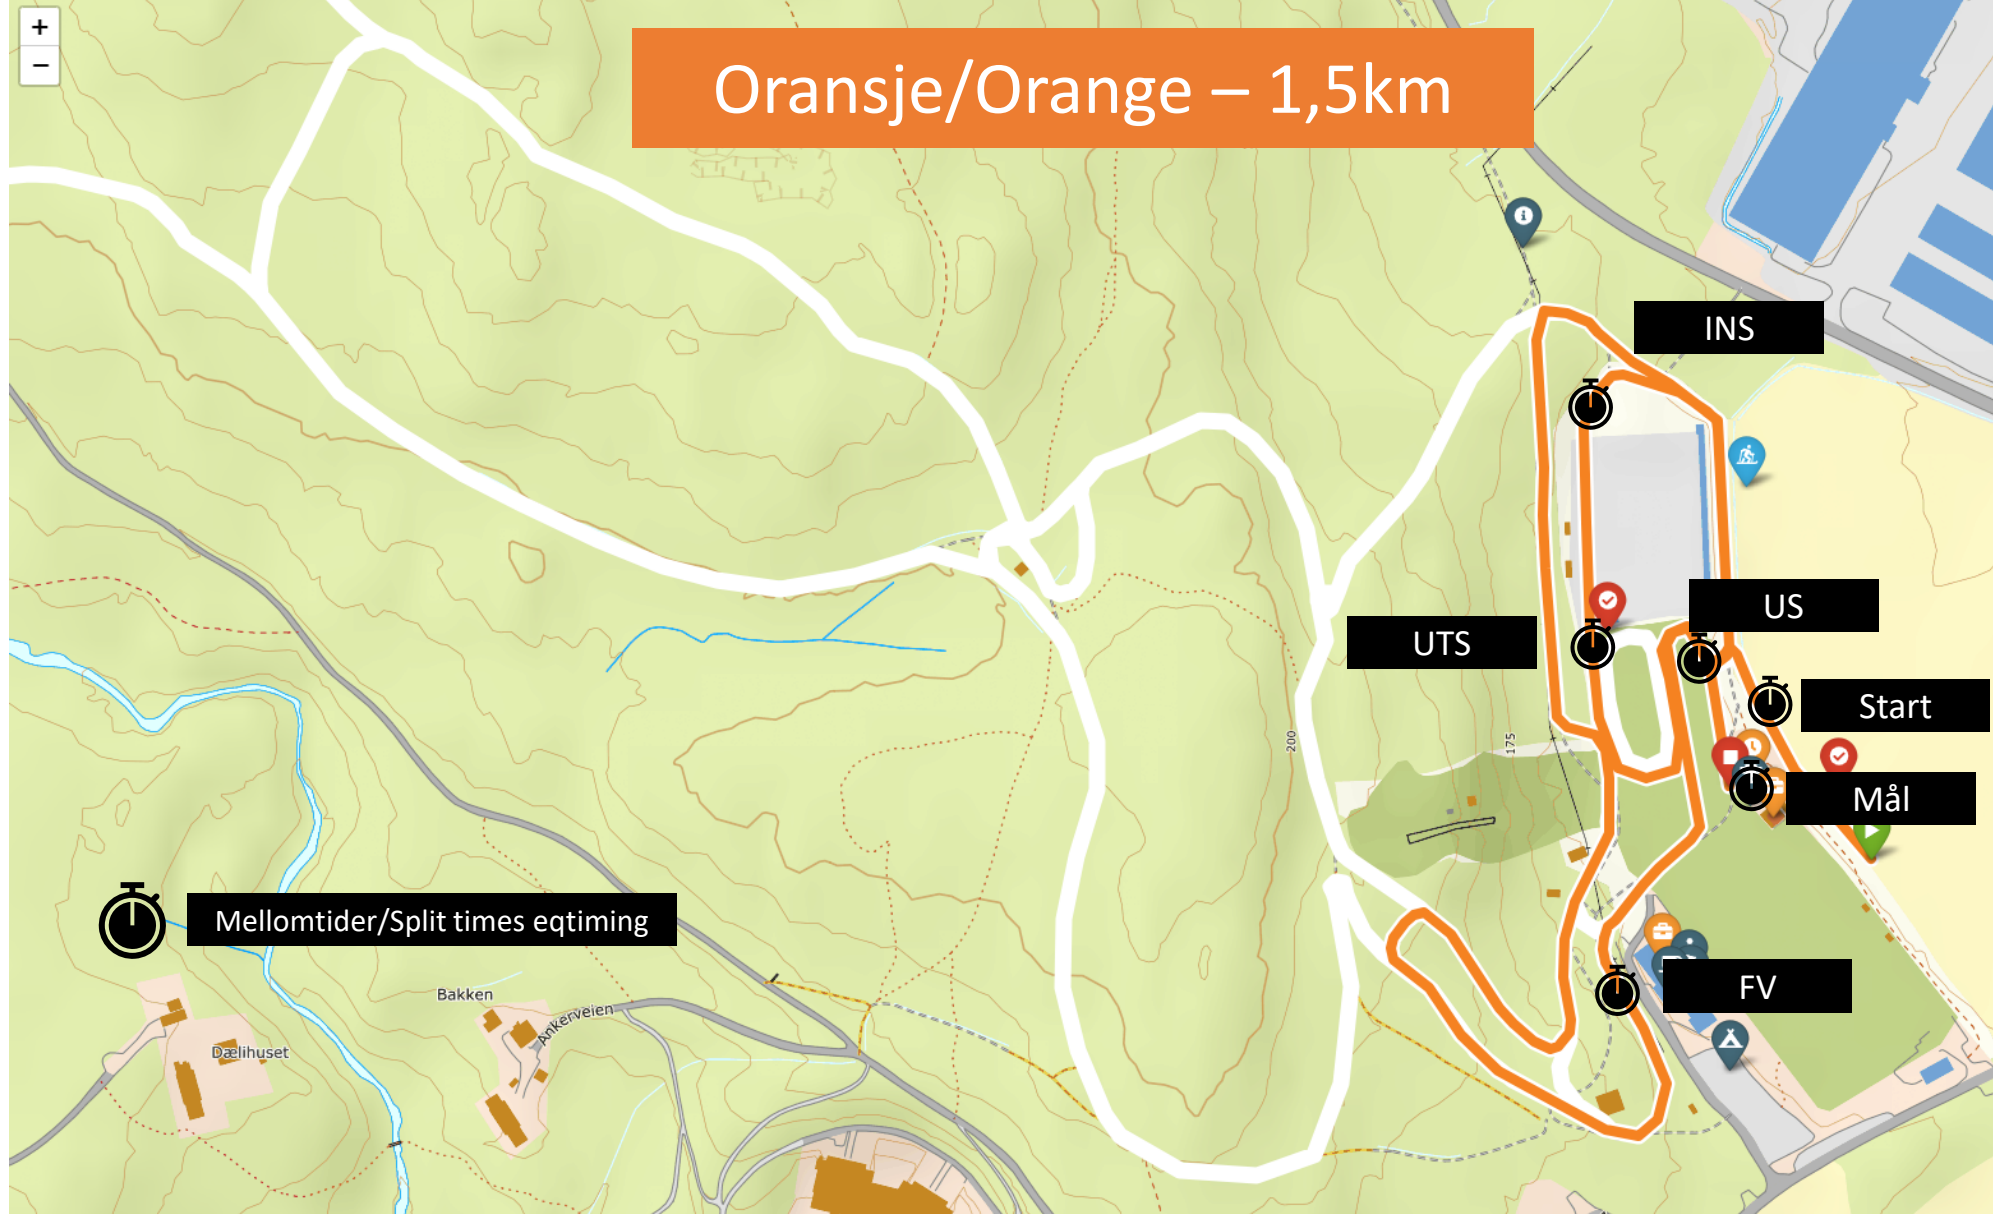 +
−
Oransje/Orange – 1,5km
INS
US
UTS
Start
Mål
200
175
Mellomtider/Split times eqtiming
FV
Bakken
Ankerveien
Dælihuset